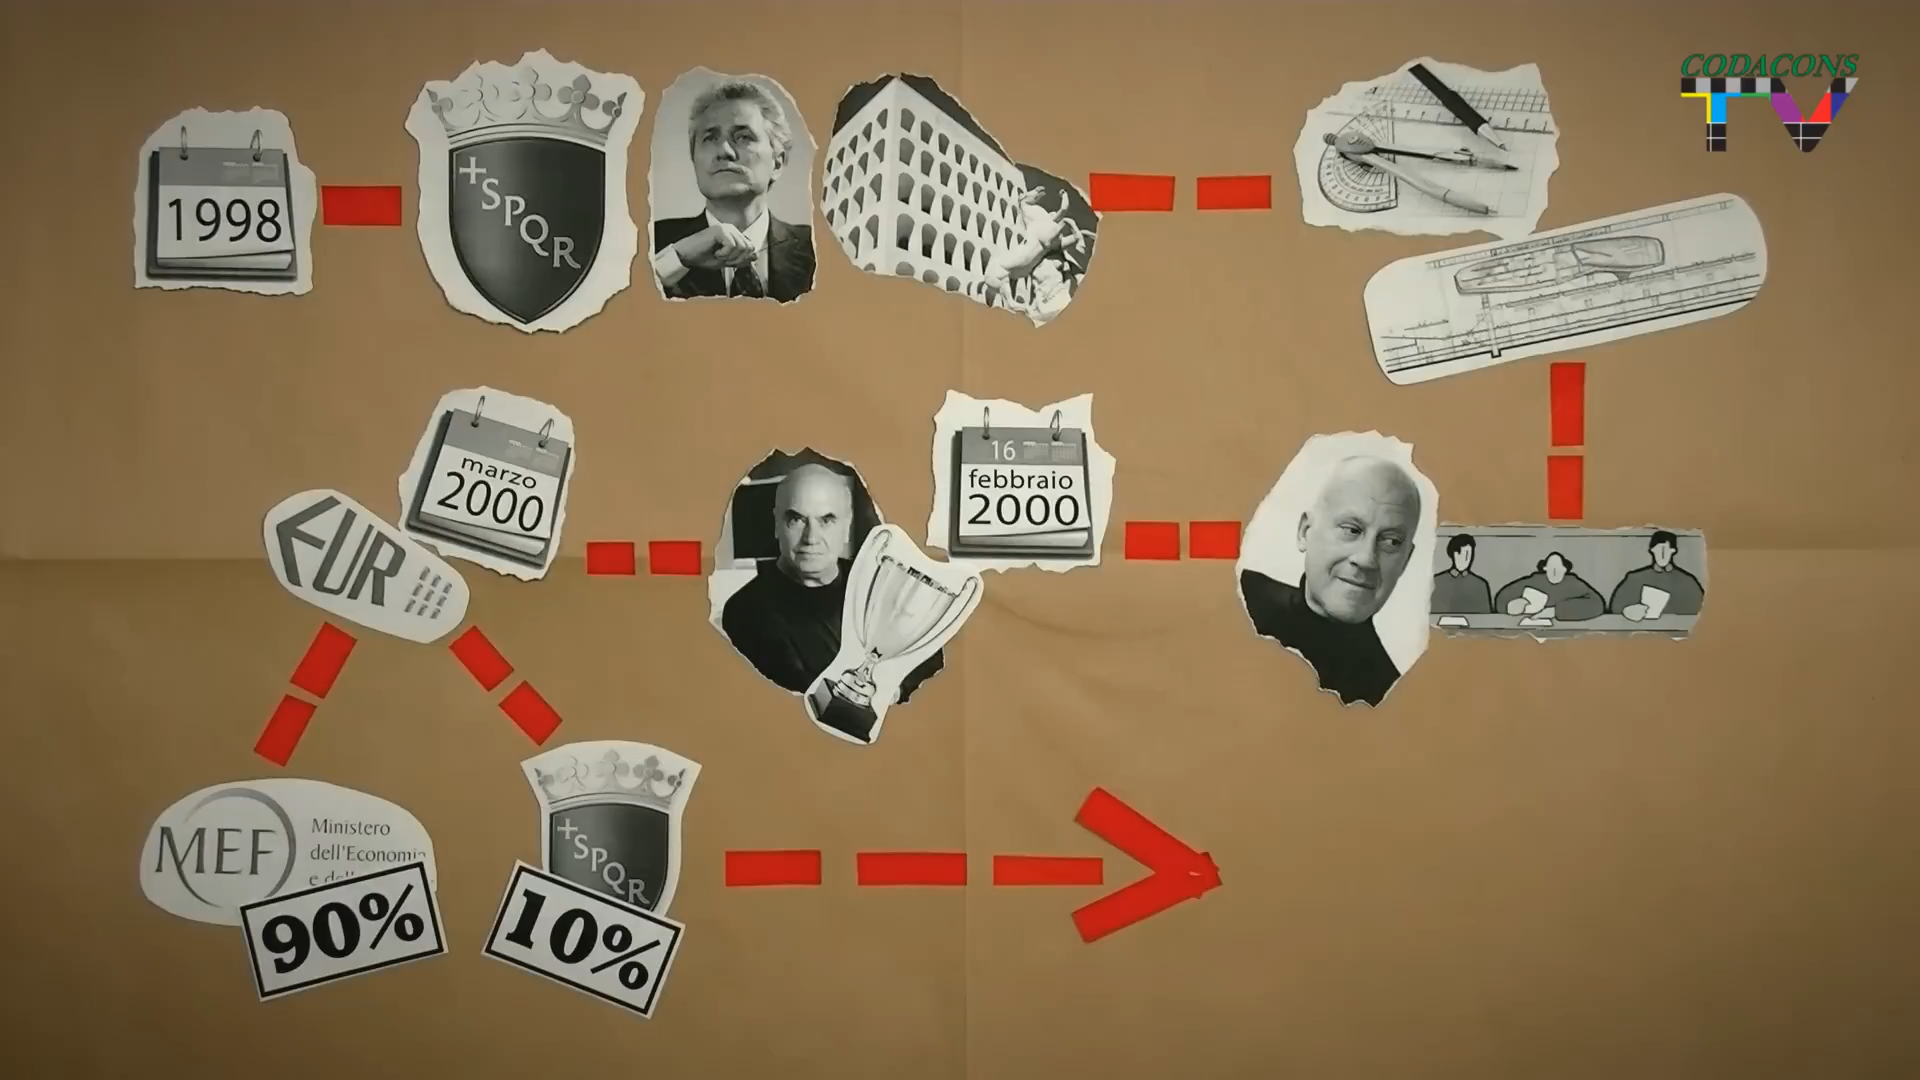 CODACONS
TV
1998
SPQR
16
febbraio
2000
marzo
2000
EUR
MEF
Ministero
dell'Economia
90%
SPQR
10%